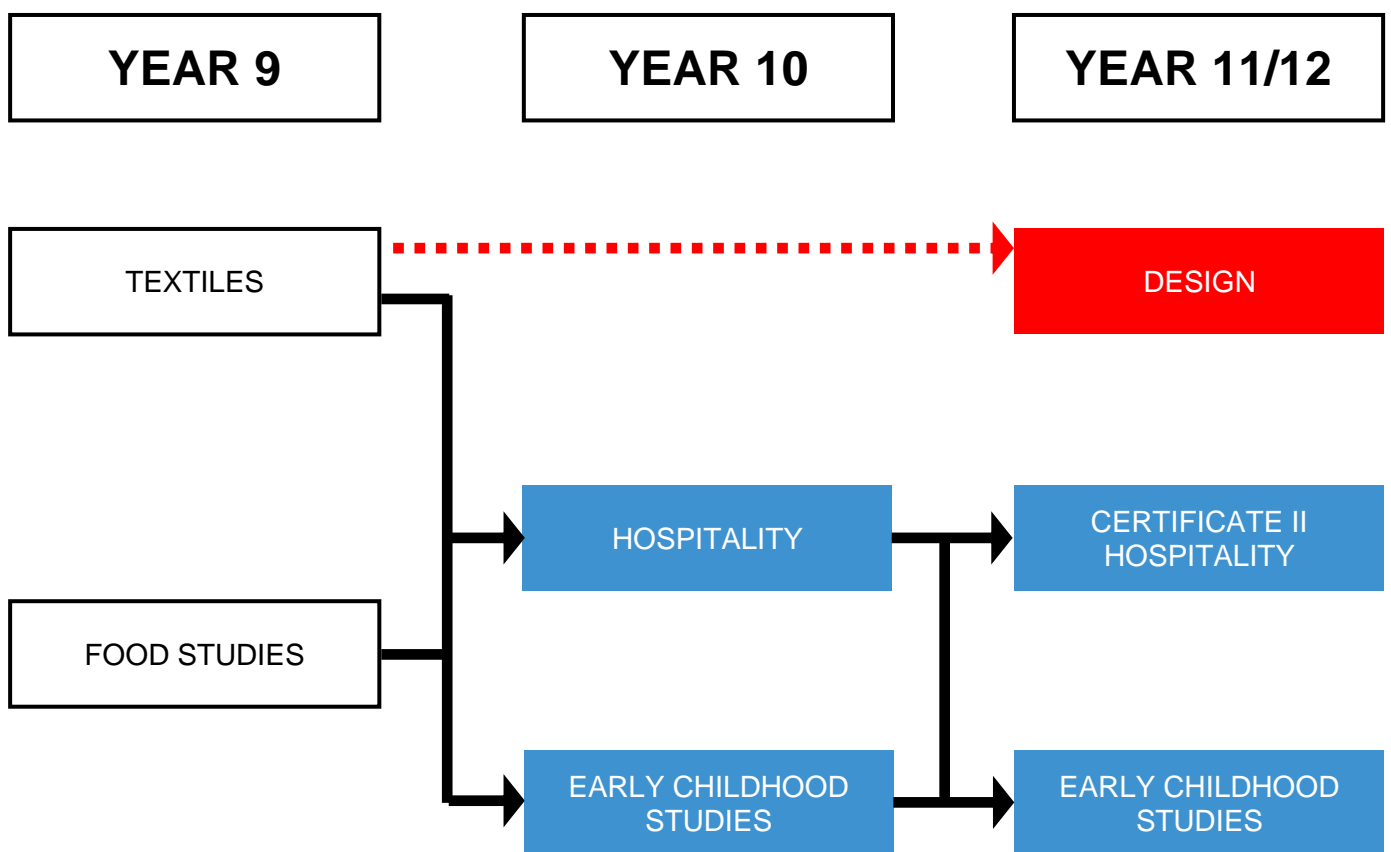 YEAR 9
YEAR 10
YEAR 11/12
TEXTILES
DESIGN
HOSPITALITY
CERTIFICATE II
HOSPITALITY
FOOD STUDIES
EARLY CHILDHOOD
STUDIES
EARLY CHILDHOOD
STUDIES